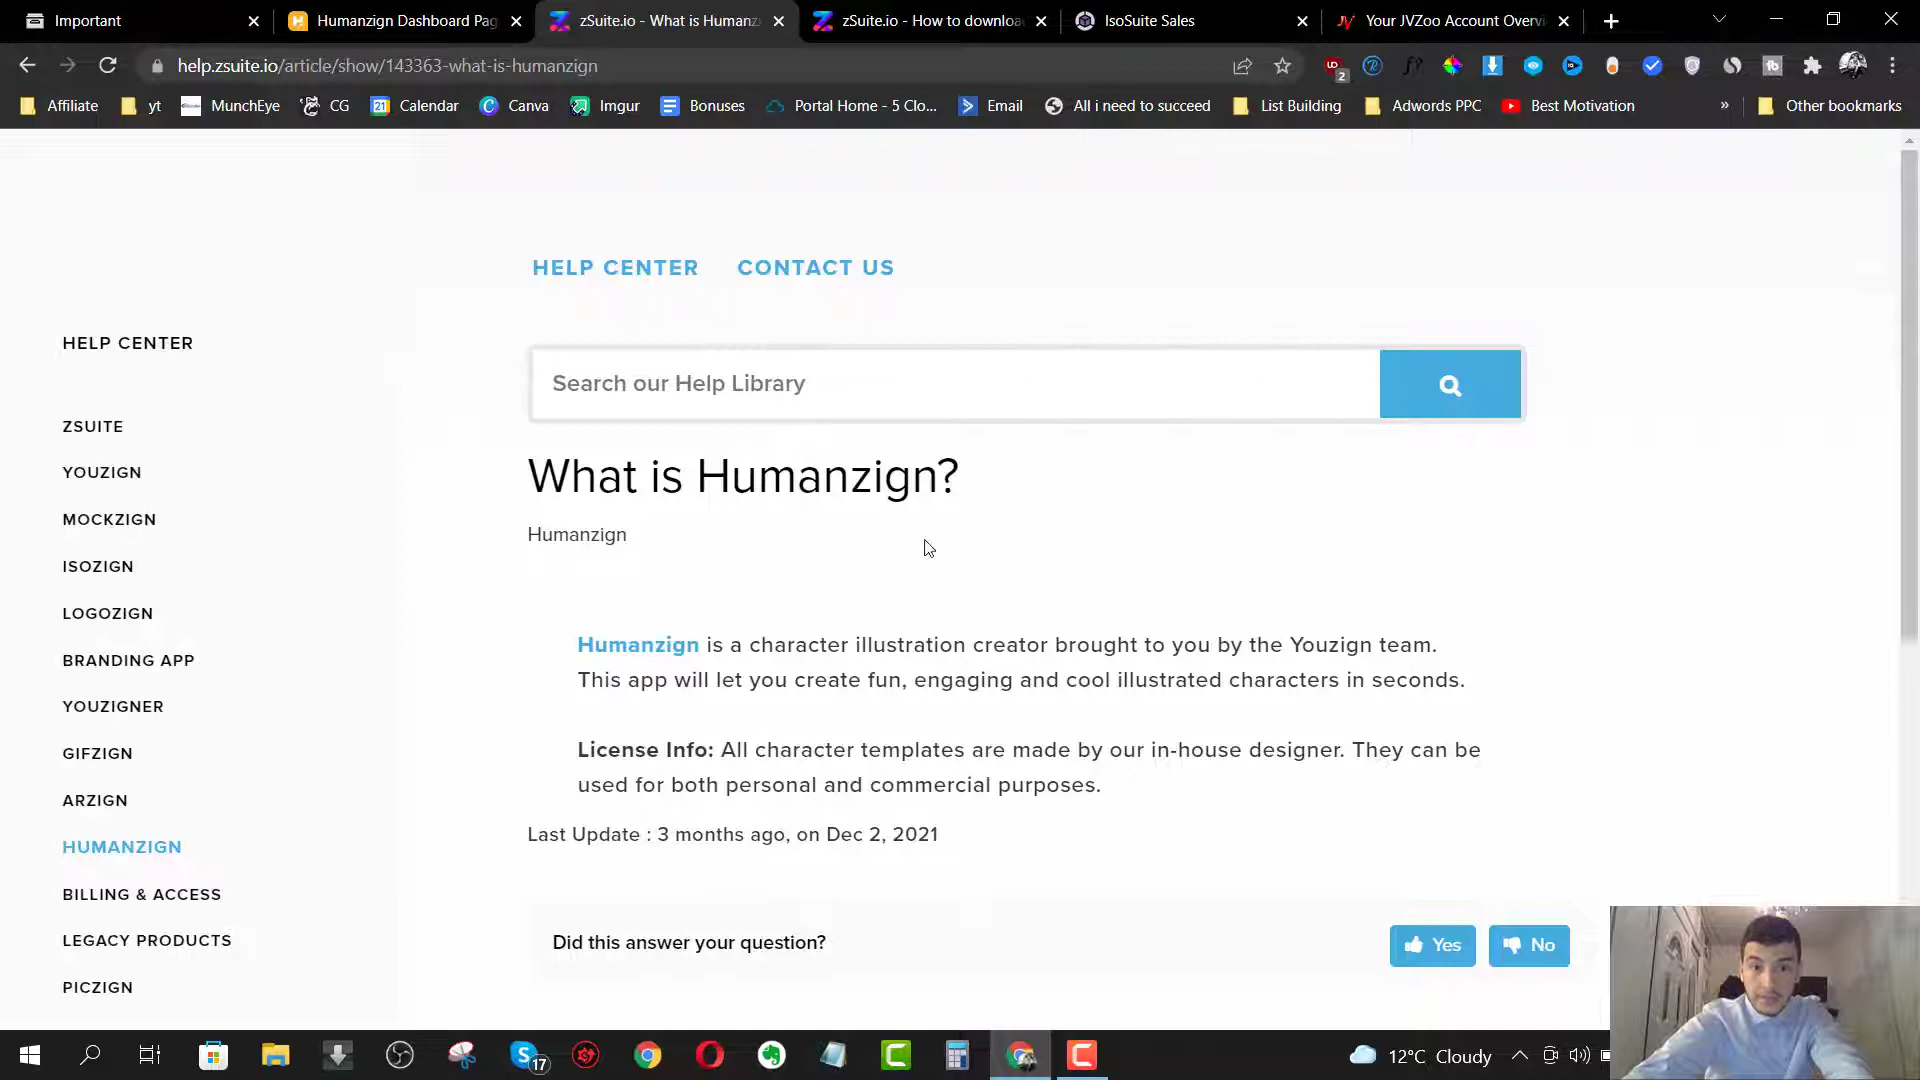 Important
Humanzign Dashboard Pag
zSuite.io - What is Humanz
zSuite.io - How to downloa
IsoSuite Sales
Your JVZoo Account Overvi
help.zsuite.io/article/show/143363-what-is-humanzign
2
Affiliate
yt
MunchEye
CG
Calendar
Canva
Imgur
Bonuses
Portal Home - 5 Clo...
Email
All i need to succeed
List Building
Adwords PPC
Best Motivation
»
Other bookmarks
HELP CENTER CONTACT US
HELP CENTER
Search our Help Library
ZSUITE
YOUZIGN
MOCKZIGN
ISOZIGN
LOGOZIGN
BRANDING APP
YOUZIGNER
GIFZIGN
ARZIGN
HUMANZIGN
BILLING & ACCESS
LEGACY PRODUCTS
PICZIGN
What is Humanzign?
Humanzign
Humanzign is a character illustration creator brought to you by the Youzign team.
This app will let you create fun, engaging and cool illustrated characters in seconds.
License Info: All character templates are made by our in-house designer. They can be
used for both personal and commercial purposes.
Last Update : 3 months ago, on Dec 2, 2021
Did this answer your question?
Yes
No
17
12°C Cloudy